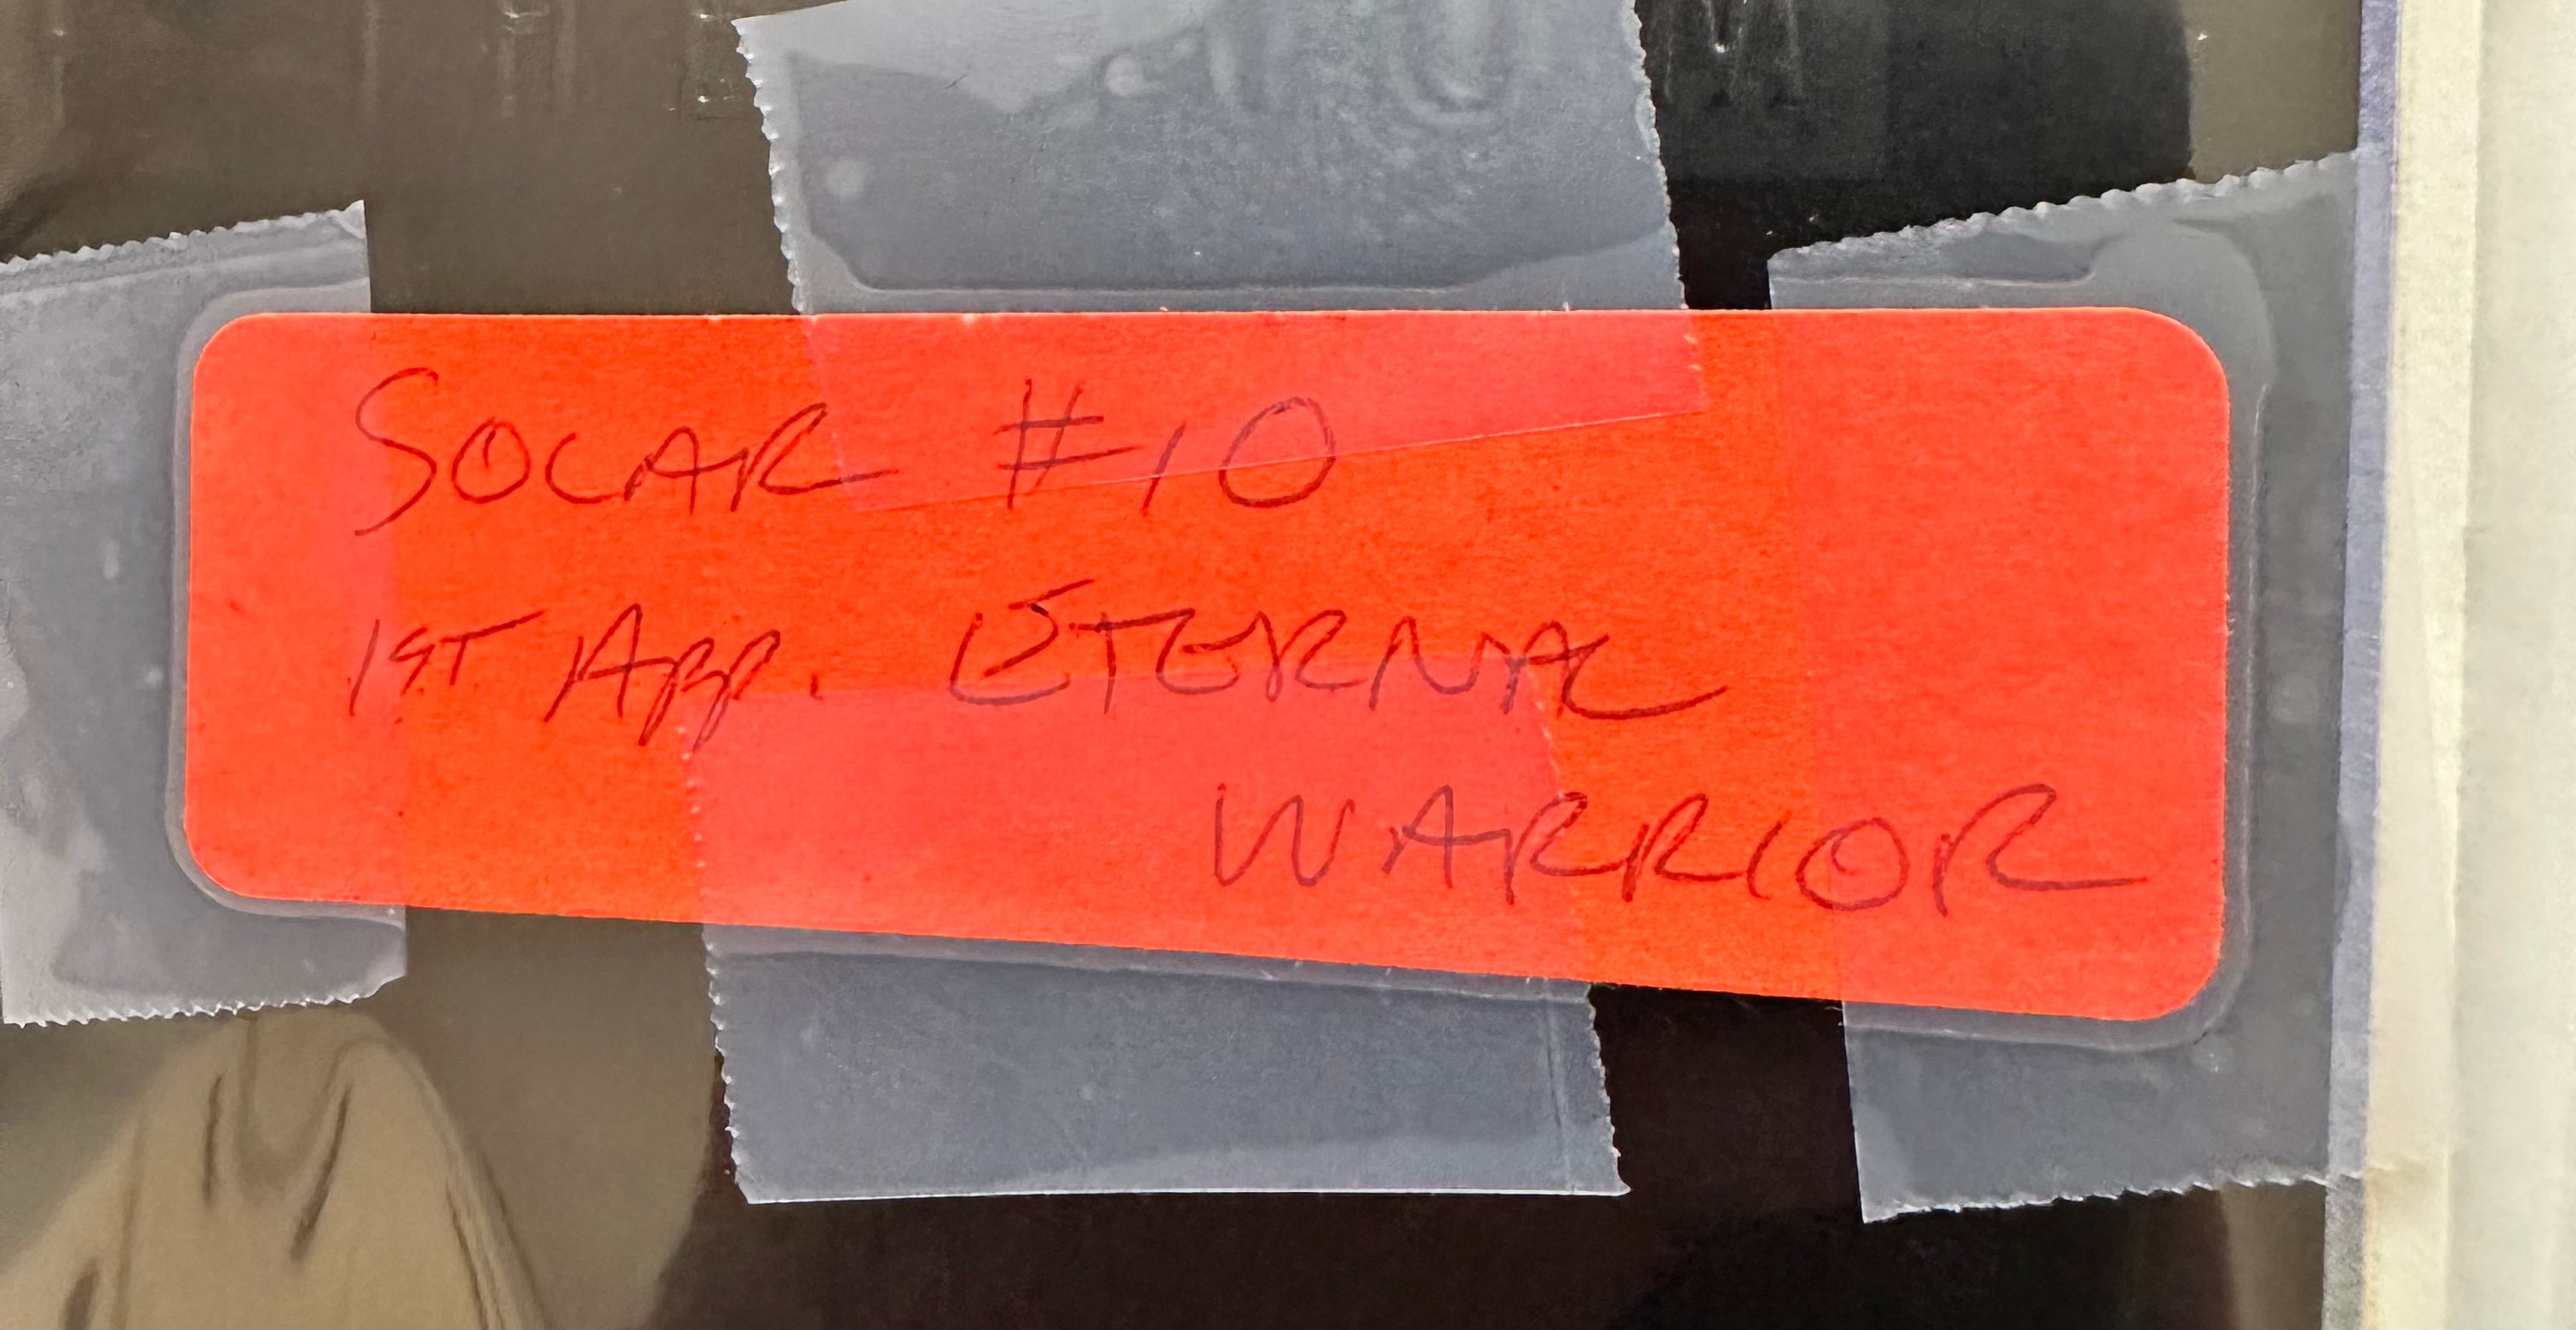 SOLAR #10
1ST App. ETERNAL
WARRIOR